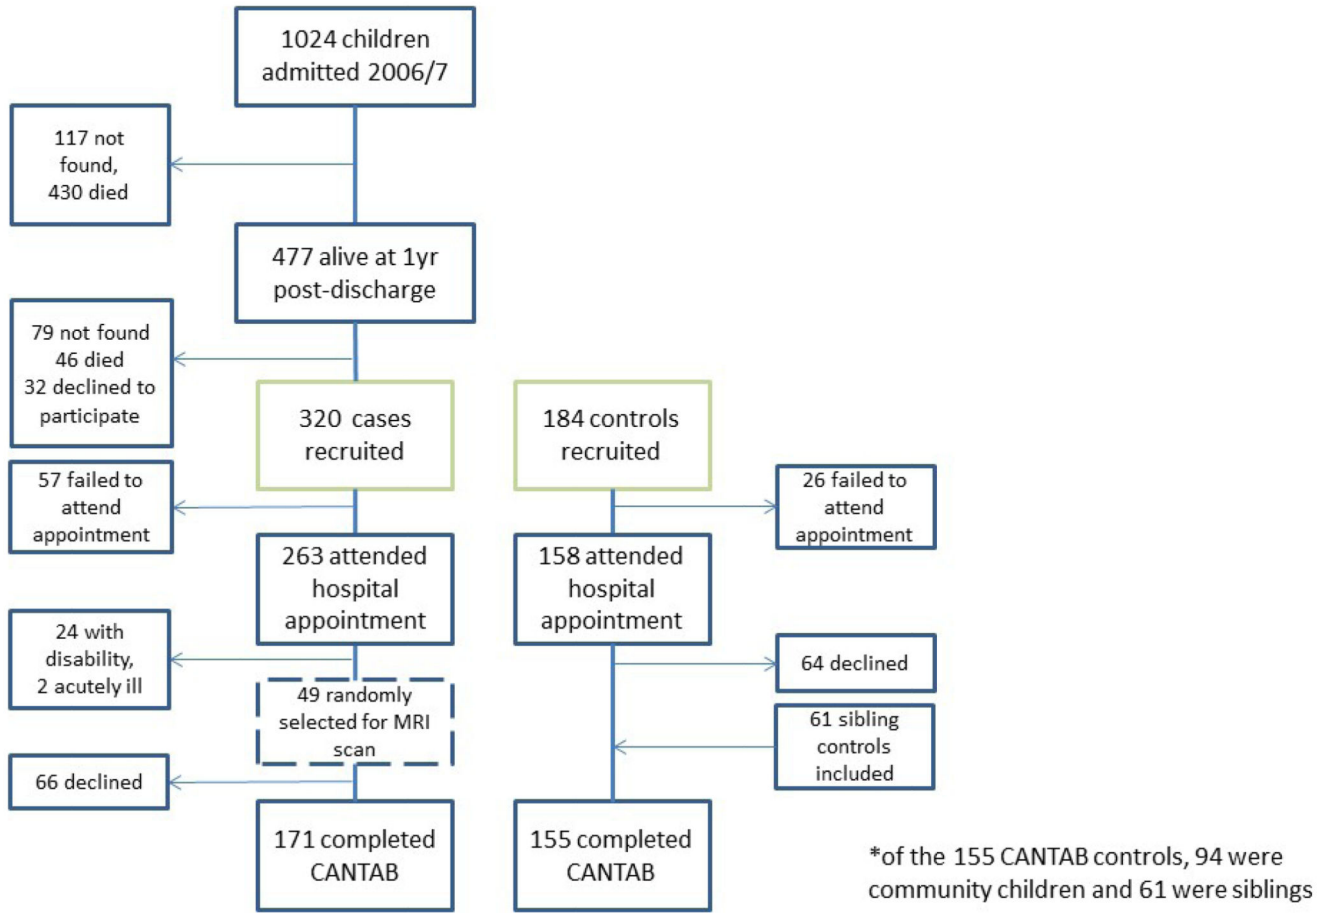 1024 children
admitted 2006/7
117 not
found,
430 died
477 alive at 1yr
post-discharge
79 not found
46 died
32 declined to
participate
320 cases
recruited
184 controls
recruited
57 failed to
attend
appointment
26 failed to
attend
appointment
263 attended
hospital
appointment
158 attended
hospital
appointment
24 with
disability,
2 acutely ill
64 declined
49 randomly
selected for MRI
scan
61 sibling
controls
included
66 declined
171 completed
CANTAB
155 completed
CANTAB
*of the 155 CANTAB controls, 94 were
community children and 61 were siblings